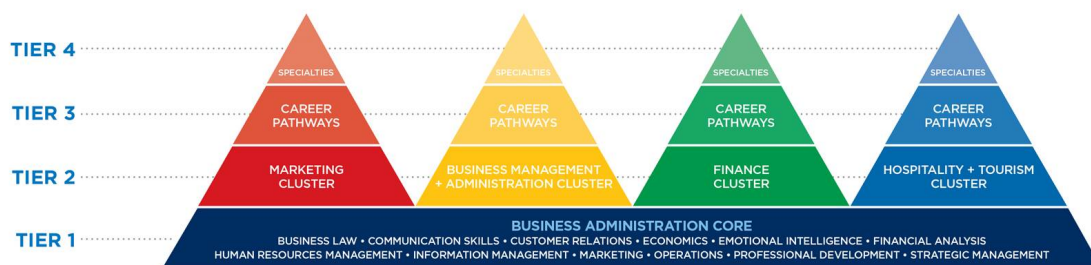 TIER 4
SPECIALTIES
SPECIALTIES
SPECIALTIES
SPECIALTIES
TIER 3
CAREER
PATHWAYS
CAREER
PATHWAYS
CAREER
PATHWAYS
CAREER
PATHWAYS
TIER 2
MARKETING
CLUSTER
BUSINESS MANAGEMENT
+ ADMINISTRATION CLUSTER
FINANCE
CLUSTER
HOSPITALITY + TOURISM
CLUSTER
TIER 1
BUSINESS ADMINISTRATION CORE
BUSINESS LAW • COMMUNICATION SKILLS • CUSTOMER RELATIONS • ECONOMICS • EMOTIONAL INTELLIGENCE • FINANCIAL ANALYSIS
HUMAN RESOURCES MANAGEMENT • INFORMATION MANAGEMENT • MARKETING • OPERATIONS • PROFESSIONAL DEVELOPMENT • STRATEGIC MANAGEMENT